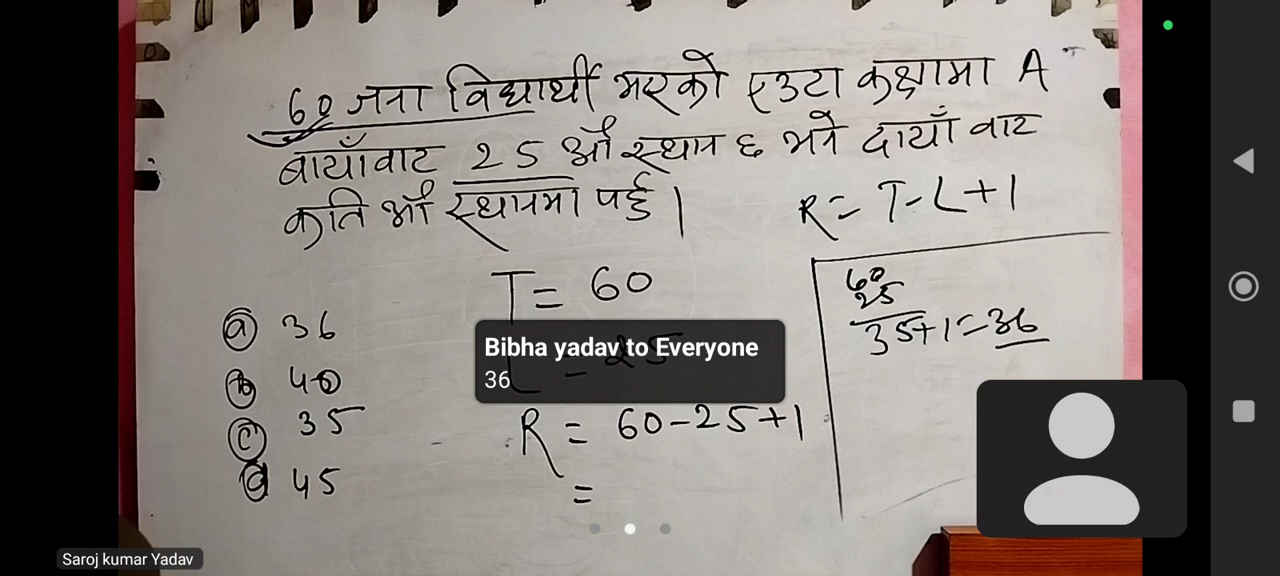 60 जना विद्यार्थी भएको एउटा कक्षामा A
बायाँबाट 25 औं स्थान छ भने दायाँ बाट
कति औं स्थानमा पर्छ।
R = T - L + 1
T = 60
L = 25
R = 60-25+1
=
(a) 36
(b) 40
(c) 35
(d) 45
60
25
35+1=36
Bibha yadav to Everyone
36
Saroj kumar Yadav